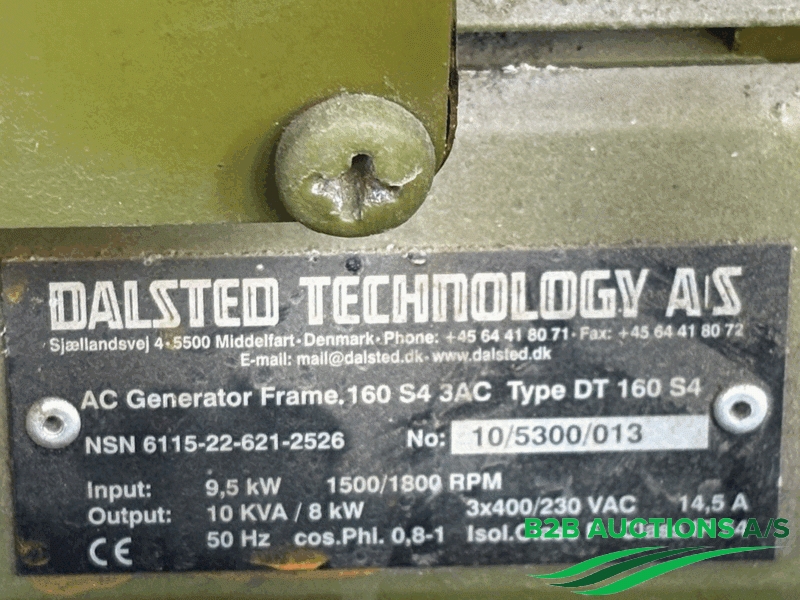 DALSTED TECHNOLOGY A/S
Sjællandsvej 4·5500 Middelfart·Denmark·Phone: +45 64 41 80 71·Fax: +45 64 41 80 72
E-mail: mail@dalsted.dk·www.dalsted.dk
AC Generator Frame.160 S4 3AC Type DT 160 S4
NSN 6115-22-621-2526 No: 10/5300/013
Input: 9,5 kW 1500/1800 RPM
Output: 10 KVA / 8 kW 3x400/230 VAC 14,5 A
CE 50 Hz cos.Phi. 0,8-1
B2B AUCTIONS A/S